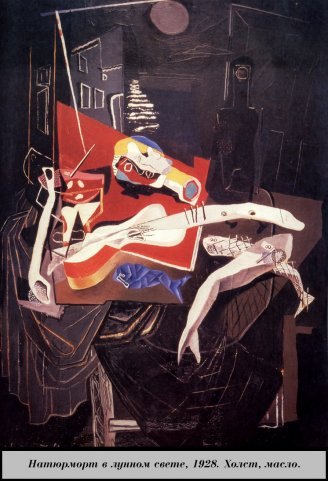 Натюрморт в лунном свете, 1928. Холст, масло.